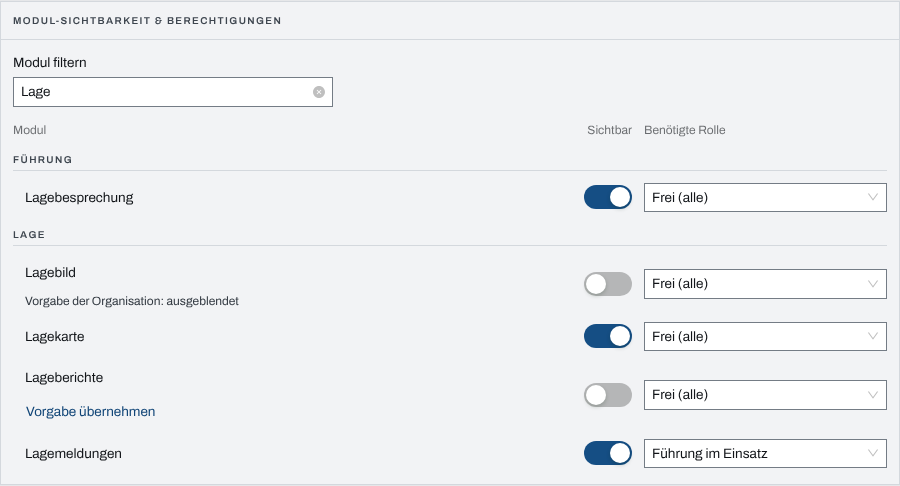 MODUL-SICHTBARKEIT & BERECHTIGUNGEN
Modul filtern
Lage
Modul Sichtbar Benötigte Rolle
FÜHRUNG
Lagebesprechung Frei (alle)
LAGE
Lagebild Frei (alle)
Vorgabe der Organisation: ausgeblendet
Lagekarte Frei (alle)
Lageberichte Frei (alle)
Vorgabe übernehmen
Lagemeldungen Führung im Einsatz